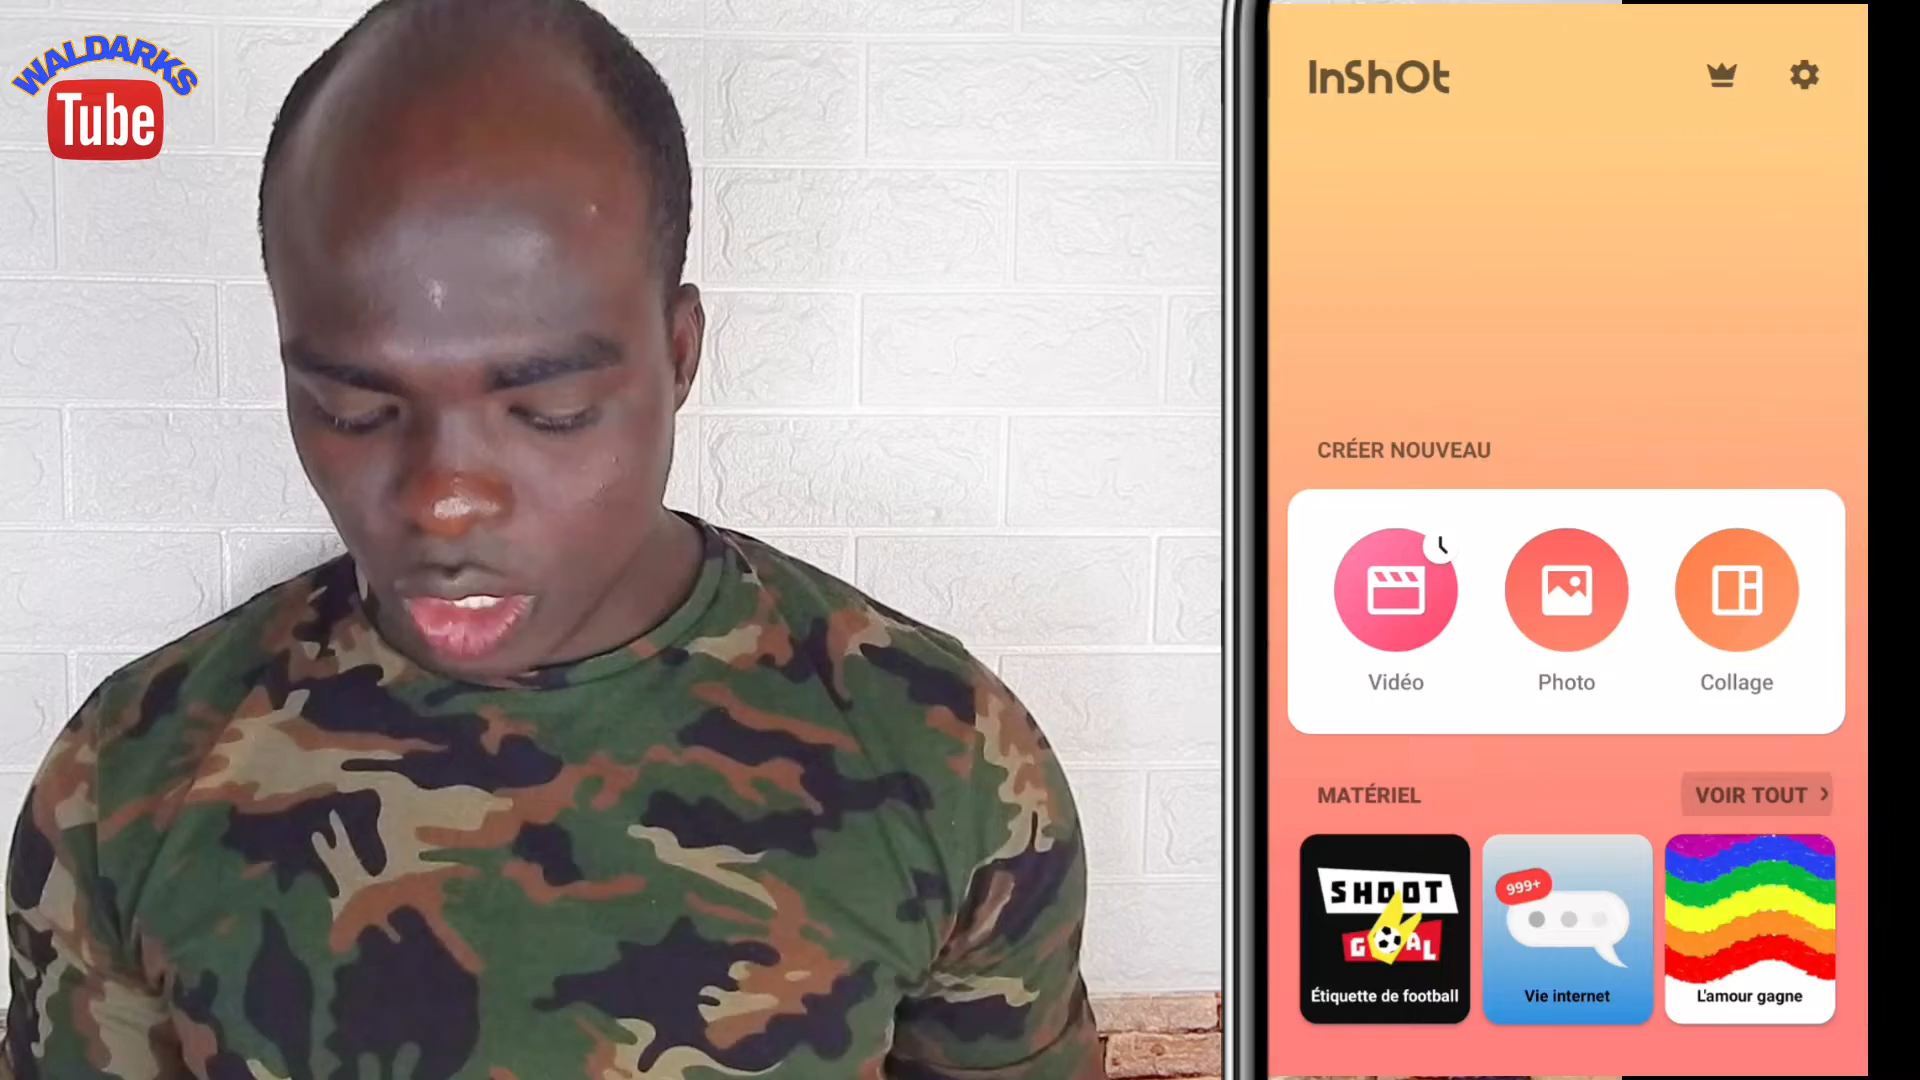 WALDARKS
Tube
InShOt
CRÉER NOUVEAU
Vidéo
Photo
Collage
MATÉRIEL
VOIR TOUT
SHOOT
GOAL
Étiquette de football
999+
Vie internet
L'amour gagne